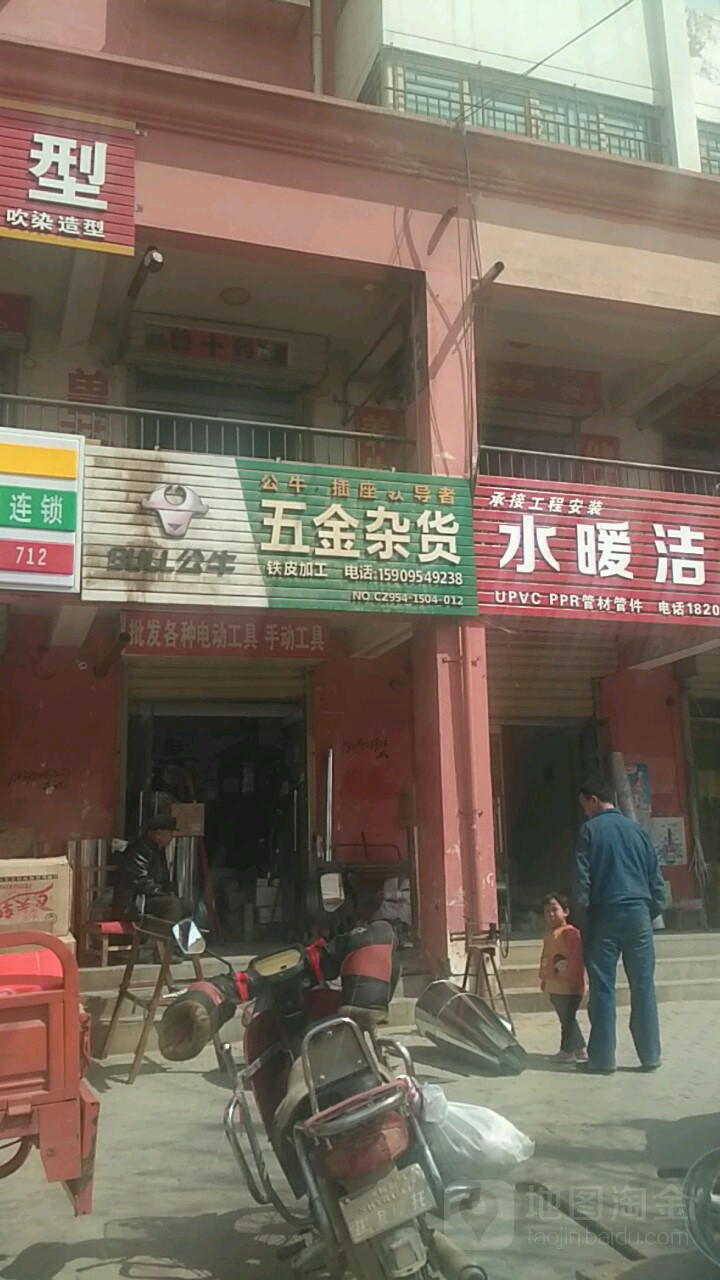 型
吹染造型
连锁
712
BULL公牛
公牛·插座领导者
五金杂货
铁皮加工 电话:15909549238
NO CZ954-1504-012
批发各种电动工具 手动工具
承接工程安装
水暖洁
UPVC PPR管材管件 电话1820
地图淘金
taojin.baidu.com